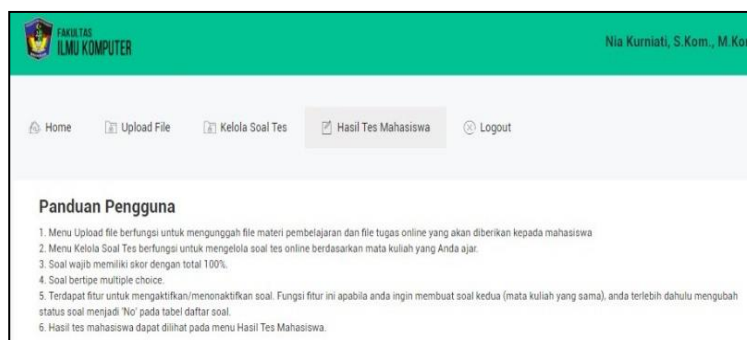 FAKULTAS
ILMU KOMPUTER
Nia Kurniati, S.Kom., M.Kom
Home Upload File Kelola Soal Tes Hasil Tes Mahasiswa Logout
Panduan Pengguna
1. Menu Upload file berfungsi untuk mengunggah file materi pembelajaran dan file tugas online yang akan diberikan kepada mahasiswa
2. Menu Kelola Soal Tes berfungsi untuk mengelola soal tes online berdasarkan mata kuliah yang Anda ajar.
3. Soal wajib memiliki skor dengan total 100%.
4. Soal bertipe multiple choice.
5. Terdapat fitur untuk mengaktifkan/menonaktifkan soal. Fungsi fitur ini apabila anda ingin membuat soal kedua (mata kuliah yang sama), anda terlebih dahulu mengubah
status soal menjadi 'No' pada tabel daftar soal.
6. Hasil tes mahasiswa dapat dilihat pada menu Hasil Tes Mahasiswa.